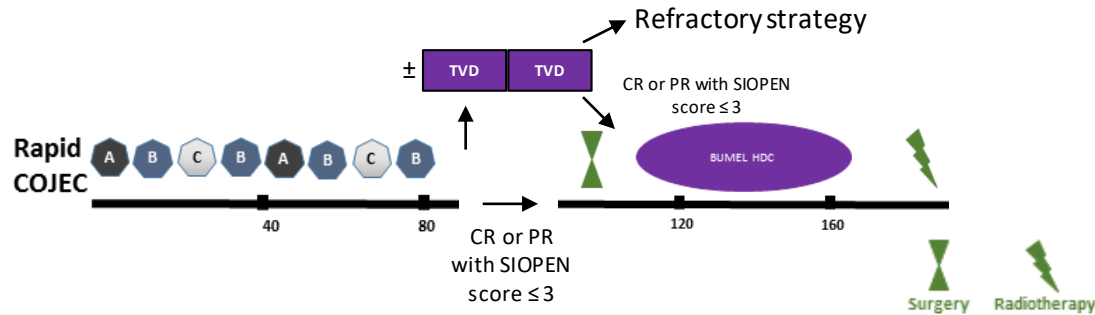 Refractory strategy
± TVD TVD
CR or PR with SIOPEN
score ≤ 3
Rapid
COJEC
A B C B A B C B
BUMEL HDC
40 80 120 160
CR or PR
with SIOPEN
score ≤ 3
Surgery Radiotherapy